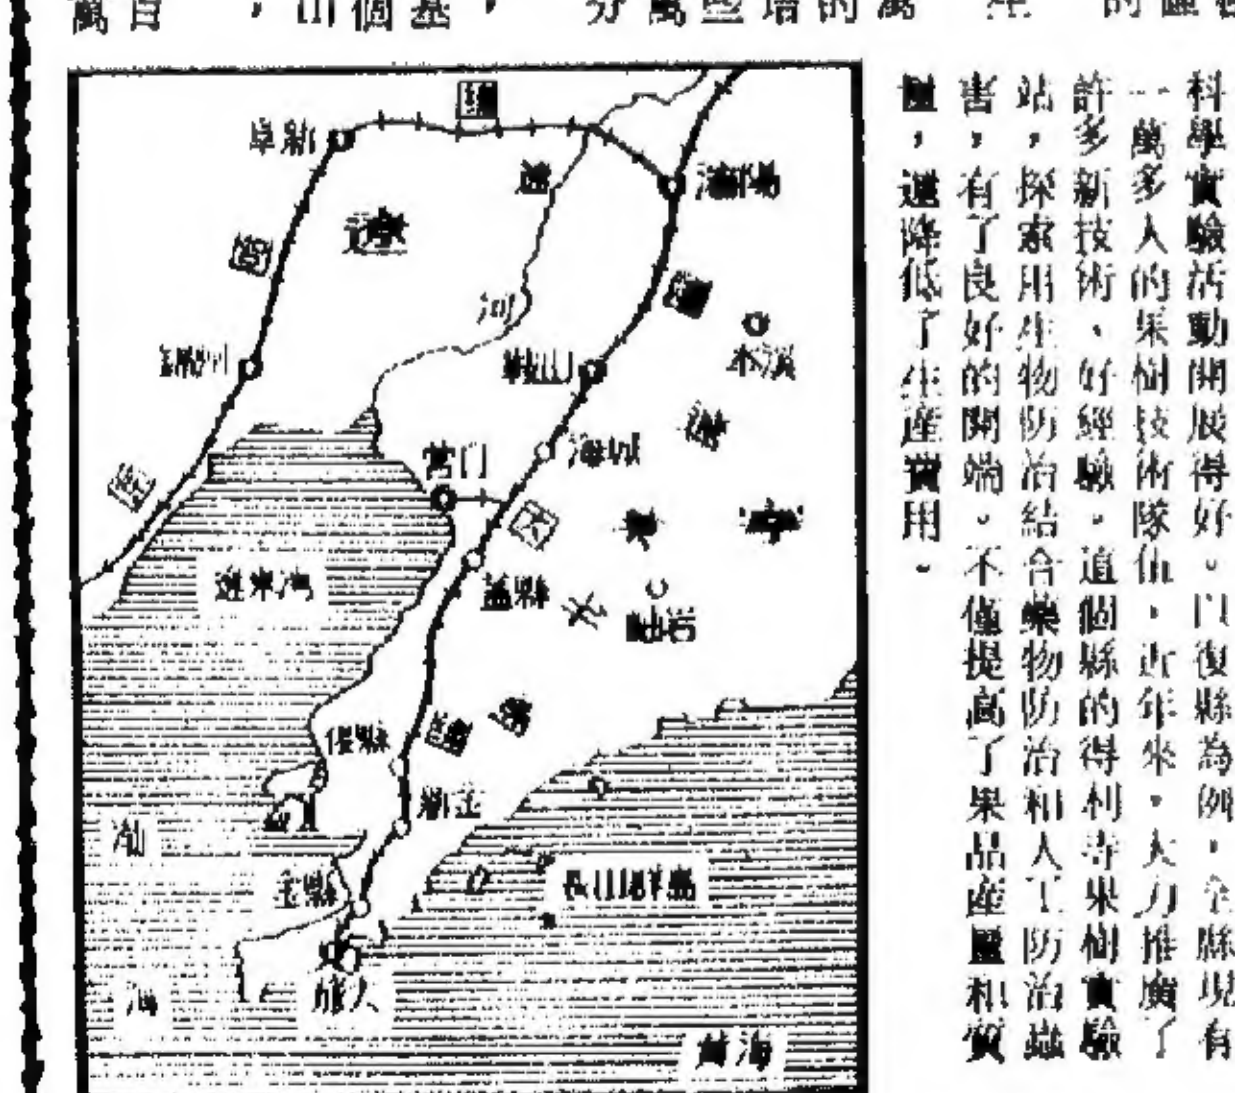 科學實驗活動開展得好。以復縣為例,全縣現有
一萬多人的果樹技術隊伍,近年來,大力推廣了
許多新技術、好經驗。這個縣的得利寺果樹實驗
站,探索用生物防治結合藥物防治和人工防治蟲
害,有了良好的開端。不僅提高了果品產量和質
量,還降低了生產費用。
阜新
瀋陽
遼
河
錦州
鞍山
本溪
海城
營口
遼東灣
蓋縣
岫岩
復縣
新金
金縣
長山群島
旅大
渤
海
黃海